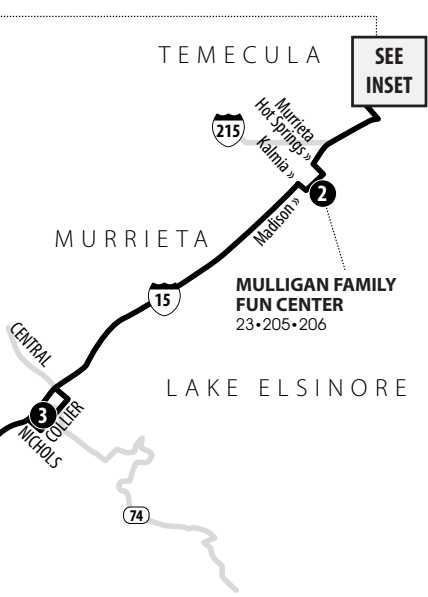 TEMECULA
SEE
INSET
215
Murrieta
Hot Springs »
Kalmia »
2
Madison »
MURRIETA
MULLIGAN FAMILY
FUN CENTER
23•205•206
15
CENTRAL
LAKE ELSINORE
3
COLLIER
NICHOLS
74